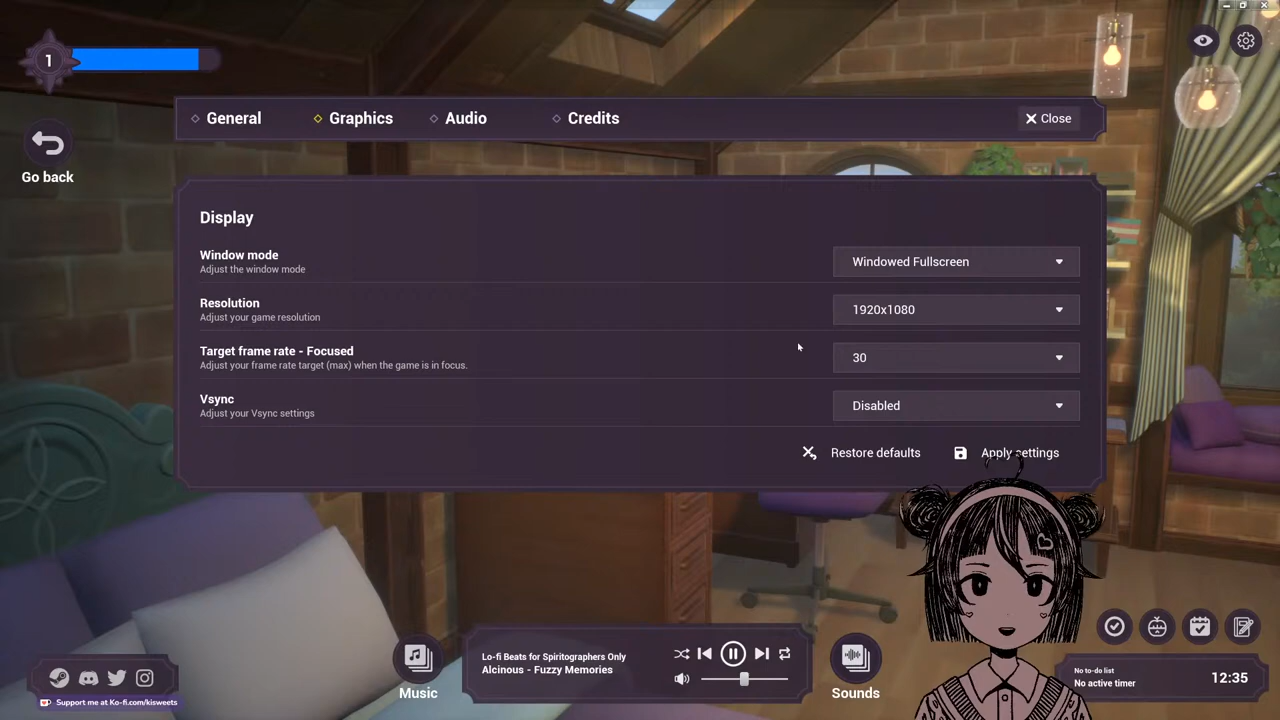 1
General
Graphics
Audio
Credits
Close
Go back
Display
Window mode
Adjust the window mode
Windowed Fullscreen
Resolution
Adjust your game resolution
1920x1080
Target frame rate - Focused
Adjust your frame rate target (max) when the game is in focus.
30
Vsync
Adjust your Vsync settings
Disabled
Restore defaults
Apply settings
Lo-fi Beats for Spiritographers Only
Alcinous - Fuzzy Memories
Music
Sounds
No to-do list
No active timer
12:35
Support me at Ko-fi.com/kisweets